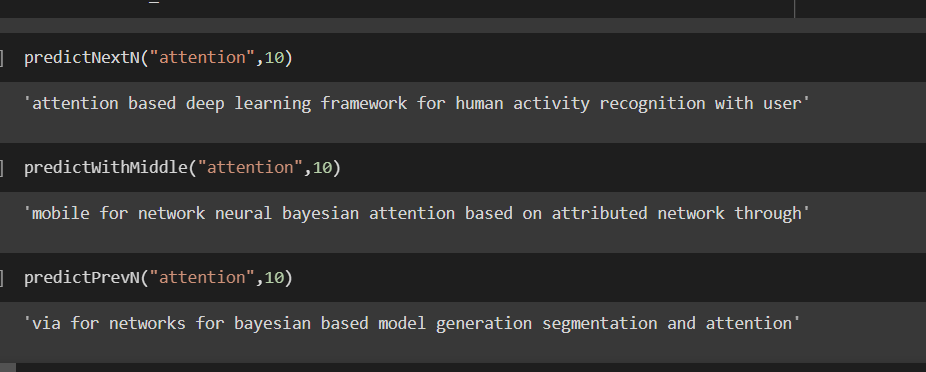 ] predictNextN("attention",10)
'attention based deep learning framework for human activity recognition with user'
] predictWithMiddle("attention",10)
'mobile for network neural bayesian attention based on attributed network through'
] predictPrevN("attention",10)
'via for networks for bayesian based model generation segmentation and attention'